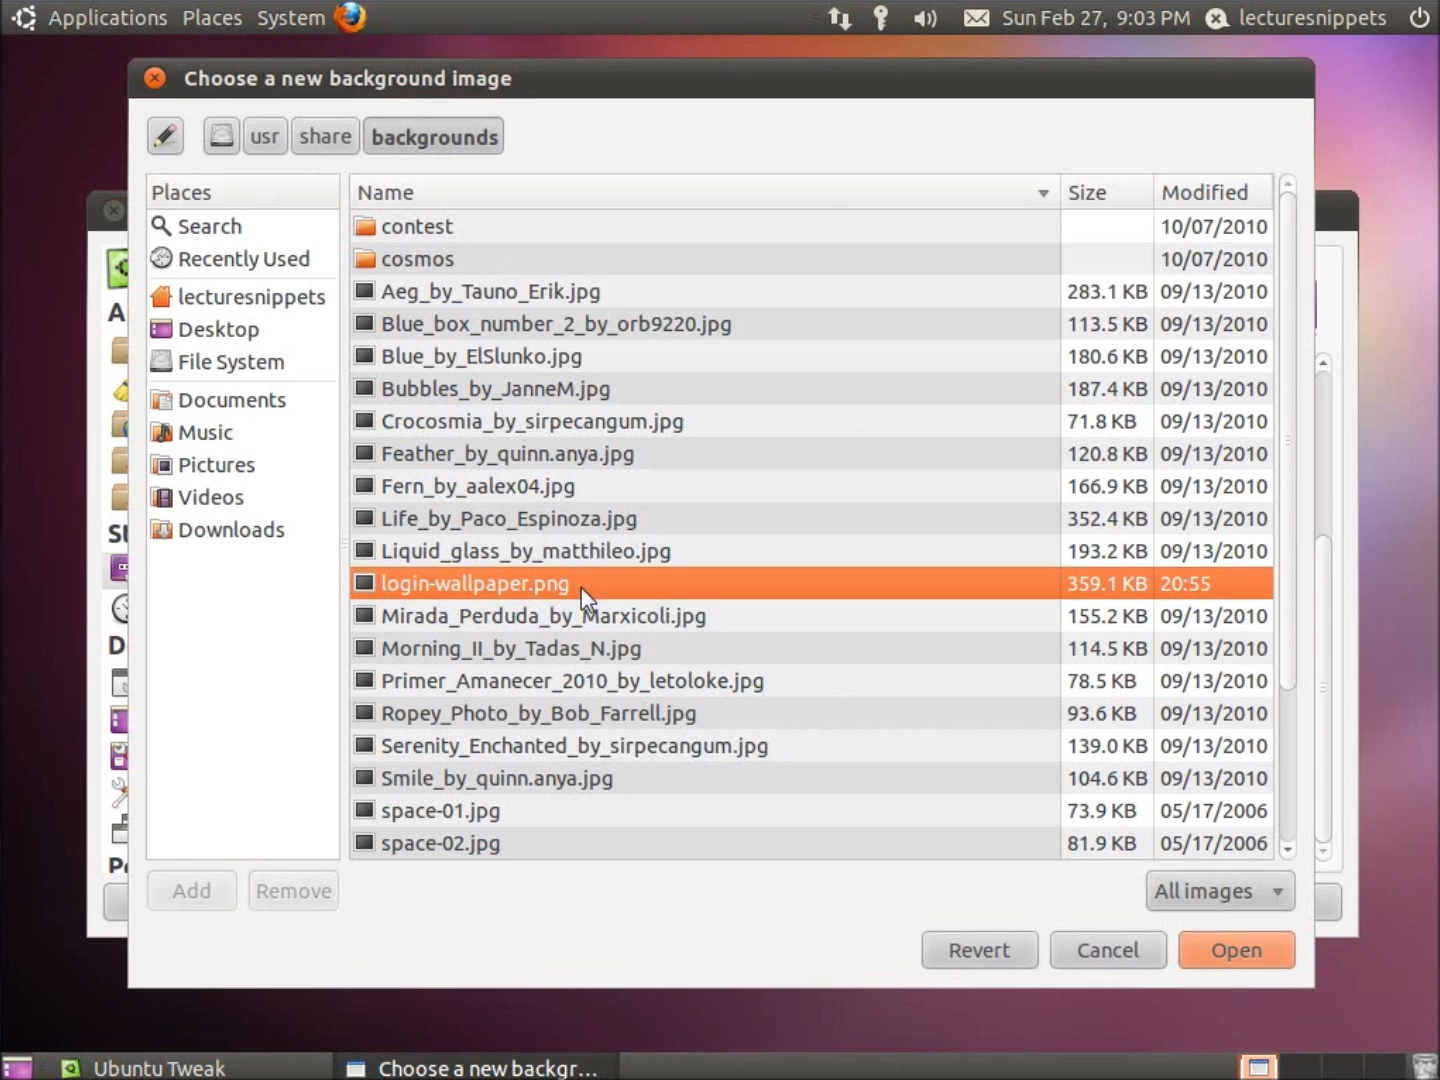 Applications Places System Sun Feb 27, 9:03 PM lecturesnippets
Choose a new background image
usr share backgrounds
Places
Search
Recently Used
lecturesnippets
Desktop
File System
Documents
Music
Pictures
Videos
Downloads
Name Size Modified
contest 10/07/2010
cosmos 10/07/2010
Aeg_by_Tauno_Erik.jpg 283.1 KB 09/13/2010
Blue_box_number_2_by_orb9220.jpg 113.5 KB 09/13/2010
Blue_by_ElSlunko.jpg 180.6 KB 09/13/2010
Bubbles_by_JanneM.jpg 187.4 KB 09/13/2010
Crocosmia_by_sirpecangum.jpg 71.8 KB 09/13/2010
Feather_by_quinn.anya.jpg 120.8 KB 09/13/2010
Fern_by_aalex04.jpg 166.9 KB 09/13/2010
Life_by_Paco_Espinoza.jpg 352.4 KB 09/13/2010
Liquid_glass_by_matthileo.jpg 193.2 KB 09/13/2010
login-wallpaper.png 359.1 KB 20:55
Mirada_Perduda_by_Marxicoli.jpg 155.2 KB 09/13/2010
Morning_II_by_Tadas_N.jpg 114.5 KB 09/13/2010
Primer_Amanecer_2010_by_letoloke.jpg 78.5 KB 09/13/2010
Ropey_Photo_by_Bob_Farrell.jpg 93.6 KB 09/13/2010
Serenity_Enchanted_by_sirpecangum.jpg 139.0 KB 09/13/2010
Smile_by_quinn.anya.jpg 104.6 KB 09/13/2010
space-01.jpg 73.9 KB 05/17/2006
space-02.jpg 81.9 KB 05/17/2006
Add Remove All images
Revert Cancel Open
Ubuntu Tweak Choose a new backgr...